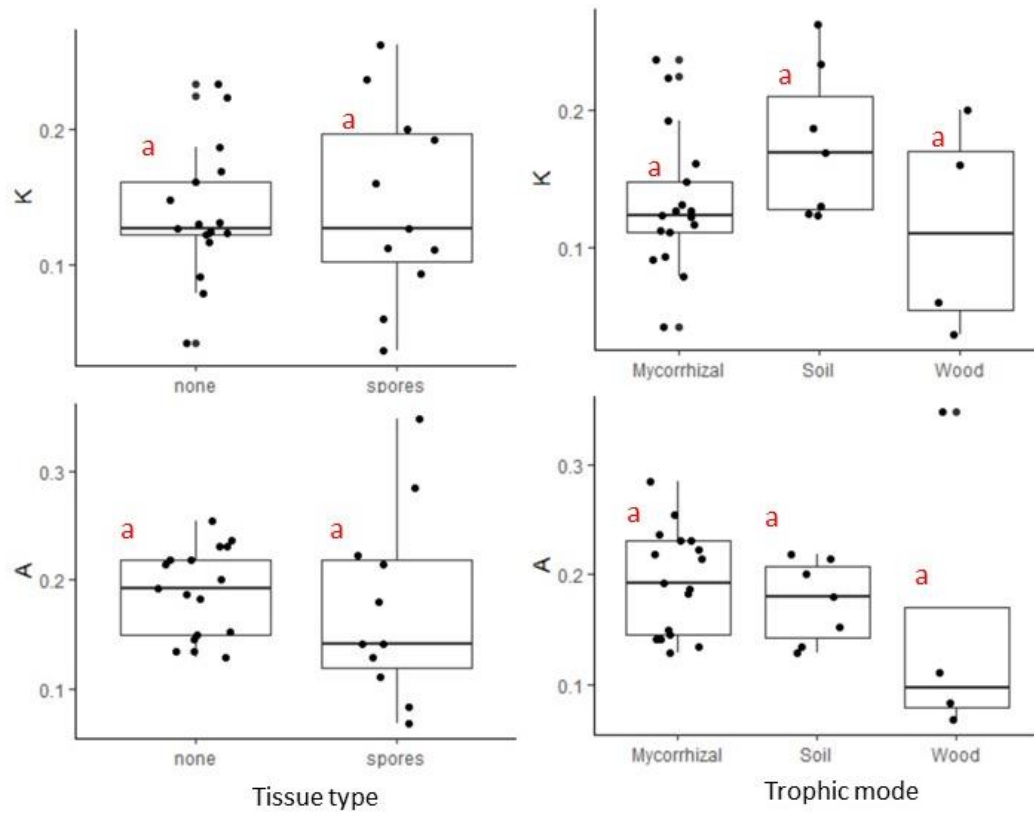 K
0.2
0.1
a
a
none
spores
K
0.2
0.1
a
a
a
Mycorrhizal
Soil
Wood
A
0.3
0.2
0.1
a
a
none
spores
Tissue type
A
0.3
0.2
0.1
a
a
a
Mycorrhizal
Soil
Wood
Trophic mode